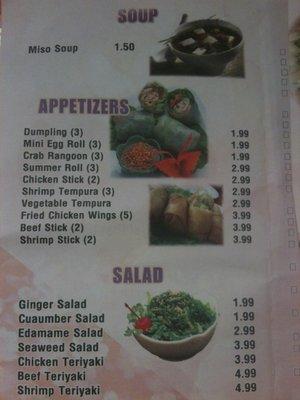 SOUP
Miso Soup 1.50
APPETIZERS
Dumpling (3) 1.99
Mini Egg Roll (3) 1.99
Crab Rangoon (3) 1.99
Summer Roll (3) 2.99
Chicken Stick (2) 2.99
Shrimp Tempura (3) 2.99
Vegetable Tempura 2.99
Fried Chicken Wings (5) 3.99
Beef Stick (2) 3.99
Shrimp Stick (2) 3.99
SALAD
Ginger Salad 1.99
Cuaumber Salad 1.99
Edamame Salad 2.99
Seaweed Salad 3.99
Chicken Teriyaki 3.99
Beef Teriyaki 4.99
Shrimp Teriyaki 4.99